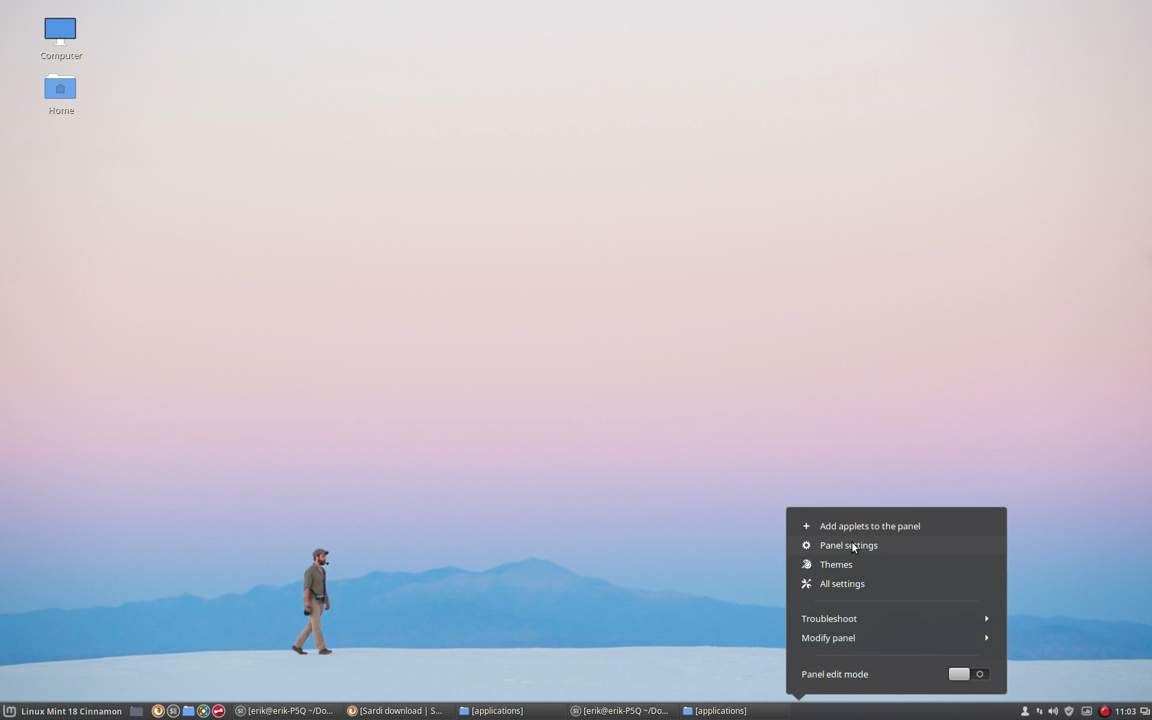 Computer
Home
Add applets to the panel
Panel settings
Themes
All settings
Troubleshoot
Modify panel
Panel edit mode
Linux Mint 18 Cinnamon
[erik@erik-P5Q ~/Do...
[Sardi download | S...
[applications]
[erik@erik-P5Q ~/Do...
[applications]
11:03